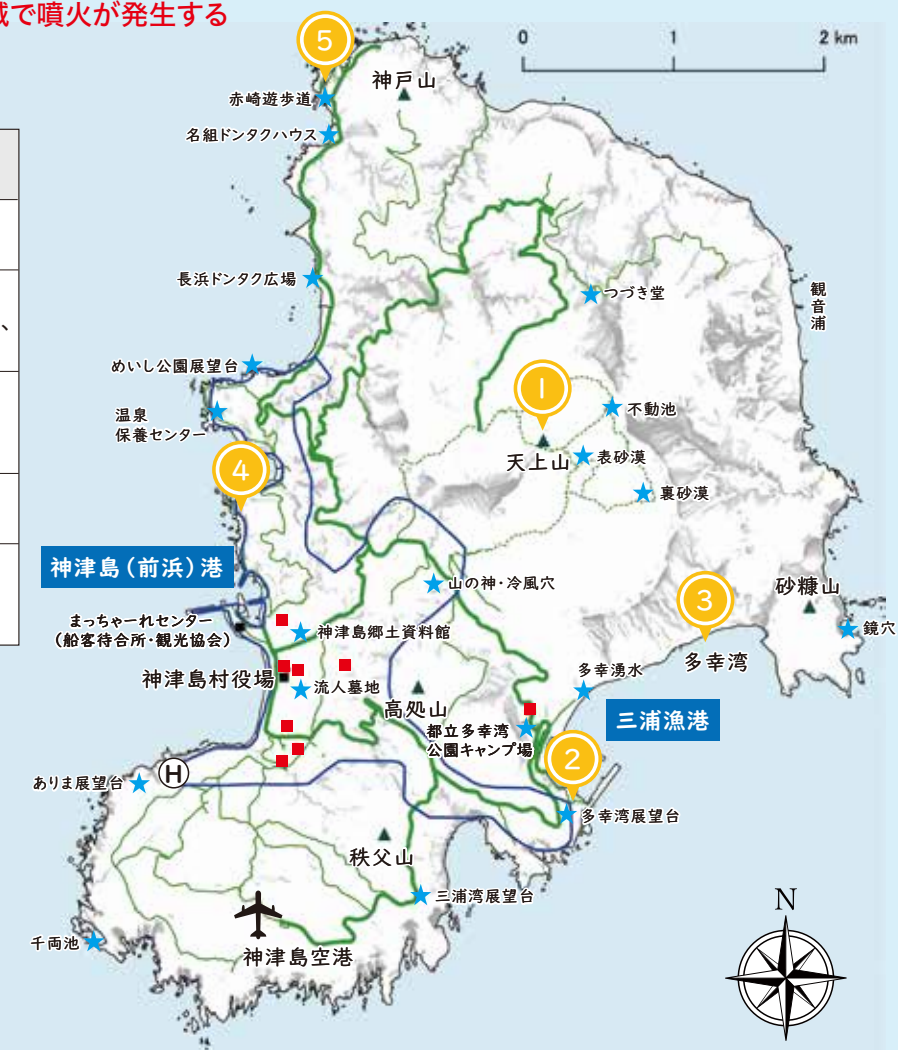 域で噴火が発生する
、
0 1 2 km
5
神戸山
赤崎遊歩道
名組ドンタクハウス
長浜ドンタク広場
つづき堂
観音浦
めいし公園展望台
温泉
保養センター
1
不動池
天上山
表砂漠
裏砂漠
4
神津島（前浜）港
山の神・冷風穴
3
砂糠山
まっちゃーれセンター
（船客待合所・観光協会）
神津島郷土資料館
鏡穴
多幸湾
神津島村役場
流人墓地
多幸湧水
高処山
都立多幸湾
公園キャンプ場
三浦漁港
2
H
ありま展望台
多幸湾展望台
秩父山
三浦湾展望台
N
千両池
神津島空港